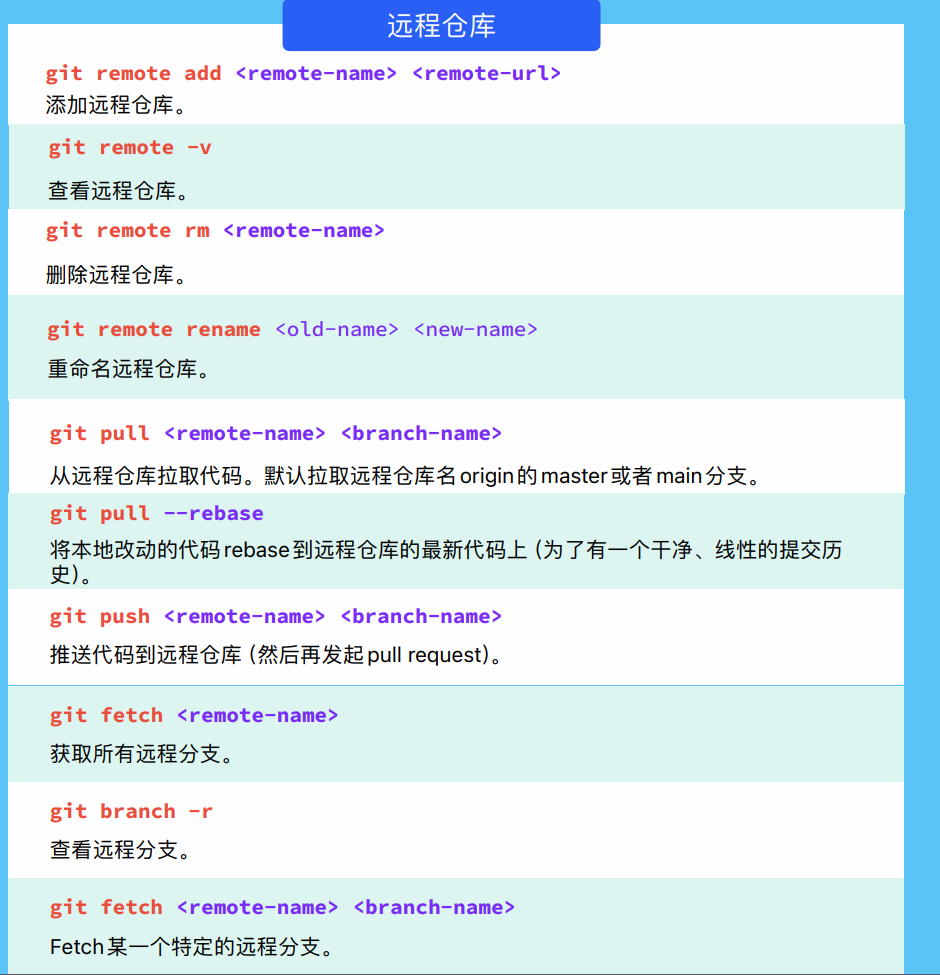 远程仓库
git remote add <remote-name> <remote-url>
添加远程仓库。
git remote -v
查看远程仓库。
git remote rm <remote-name>
删除远程仓库。
git remote rename <old-name> <new-name>
重命名远程仓库。
git pull <remote-name> <branch-name>
从远程仓库拉取代码。默认拉取远程仓库名origin的master或者main分支。
git pull --rebase
将本地改动的代码rebase到远程仓库的最新代码上 (为了有一个干净、线性的提交历
史)。
git push <remote-name> <branch-name>
推送代码到远程仓库 (然后再发起pull request)。
git fetch <remote-name>
获取所有远程分支。
git branch -r
查看远程分支。
git fetch <remote-name> <branch-name>
Fetch某一个特定的远程分支。